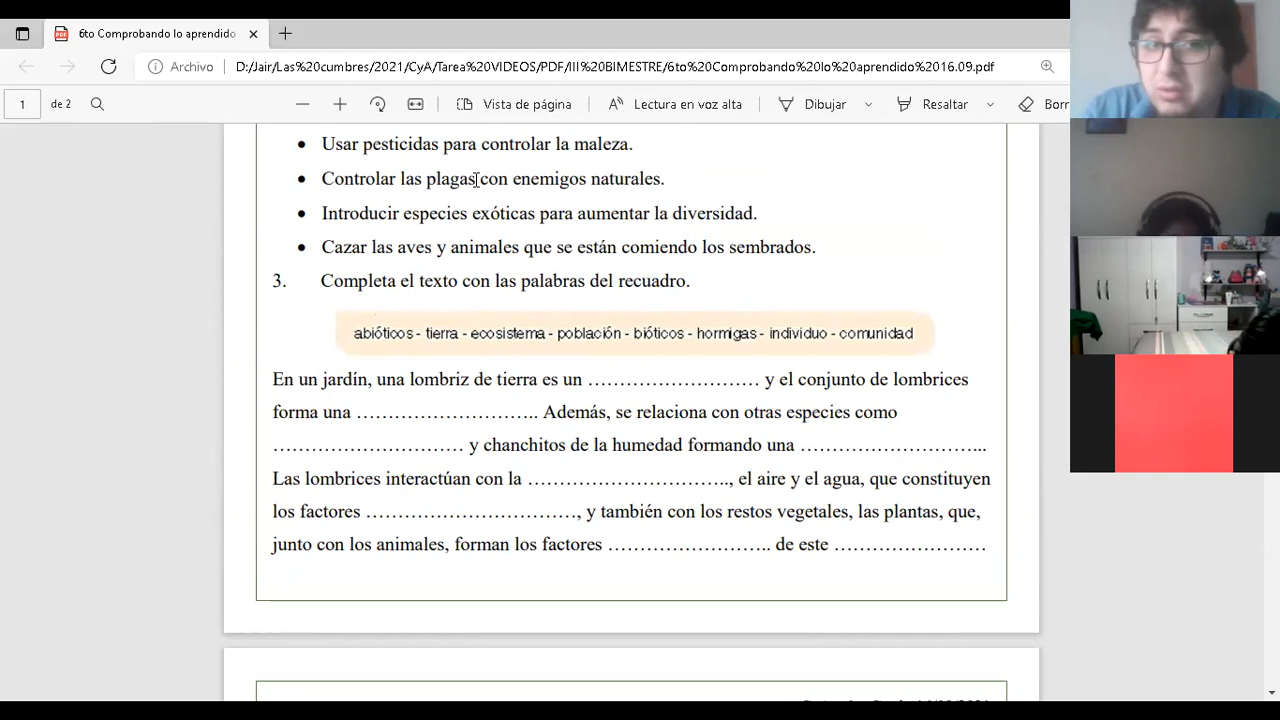 6to Comprobando lo aprendido
Archivo
D:/Jair/Las%20cumbres/2021/CyA/Tarea%20VIDEOS/PDF/III%20BIMESTRE/6to%20Comprobando%20lo%20aprendido%2016.09.pdf
1 de 2
Vista de página
Lectura en voz alta
Dibujar
Resaltar
Borr
• Usar pesticidas para controlar la maleza.
• Controlar las plagas con enemigos naturales.
• Introducir especies exóticas para aumentar la diversidad.
• Cazar las aves y animales que se están comiendo los sembrados.
3. Completa el texto con las palabras del recuadro.
abióticos - tierra - ecosistema - población - bióticos - hormigas - individuo - comunidad
En un jardín, una lombriz de tierra es un ……………………… y el conjunto de lombrices
forma una ……………………….. Además, se relaciona con otras especies como
………………………… y chanchitos de la humedad formando una ………………………...
Las lombrices interactúan con la ………………………….., el aire y el agua, que constituyen
los factores ……………………………, y también con los restos vegetales, las plantas, que,
junto con los animales, forman los factores …………………….. de este ……………………